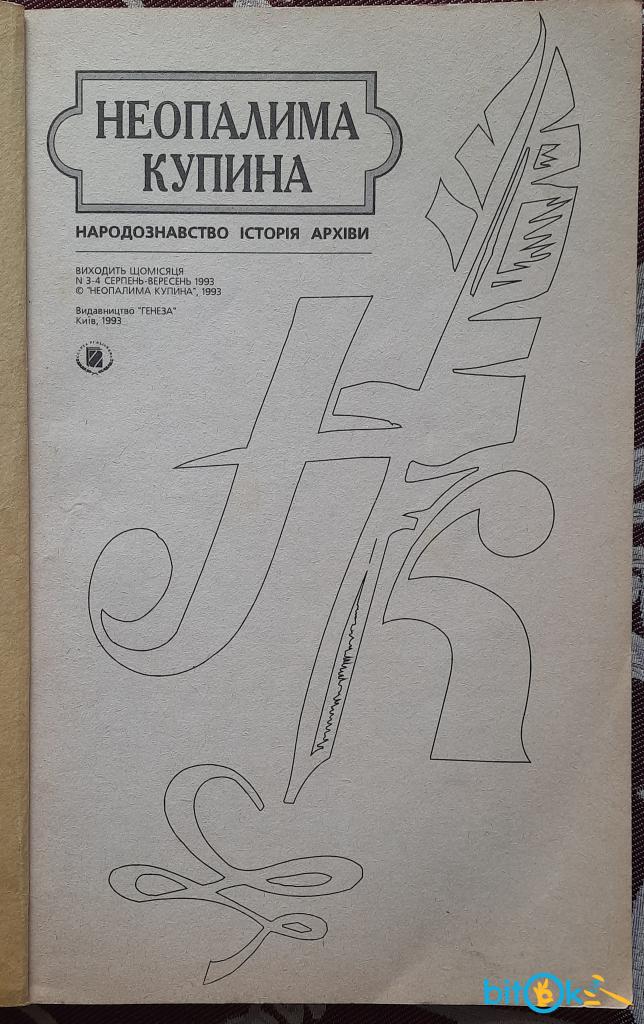 НЕОПАЛИМА
КУПИНА
НАРОДОЗНАВСТВО ІСТОРІЯ АРХІВИ
ВИХОДИТЬ ЩОМІСЯЦЯ
N 3-4 СЕРПЕНЬ-ВЕРЕСЕНЬ 1993
© "НЕОПАЛИМА КУПИНА", 1993
Видавництво "ГЕНЕЗА"
Київ, 1993
НК
bitok